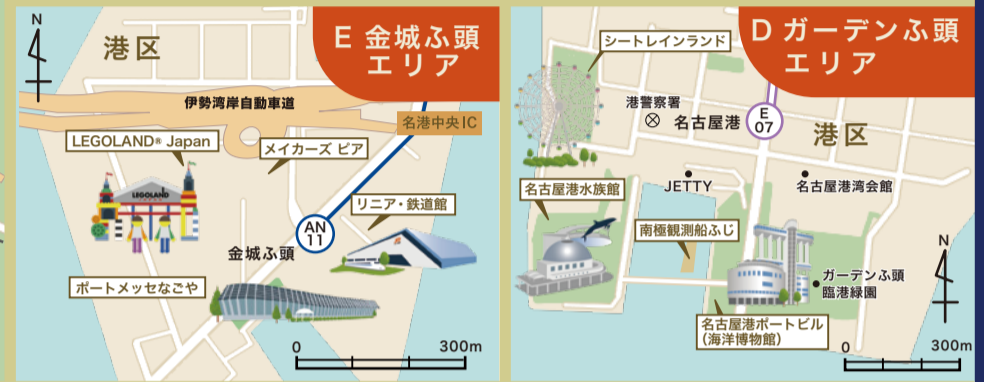 N
港区
E 金城ふ頭
エリア
伊勢湾岸自動車道
名港中央IC
LEGOLAND® Japan
メイカーズ ピア
LEGOLAND
リニア・鉄道館
AN
11
金城ふ頭
ポートメッセなごや
0 300m
N
シートレインランド
D ガーデンふ頭
エリア
港警察署
名古屋港
E
07
港区
名古屋港水族館
JETTY
名古屋港湾会館
南極観測船ふじ
ガーデンふ頭
臨港緑園
名古屋港ポートビル
(海洋博物館)
0 300m